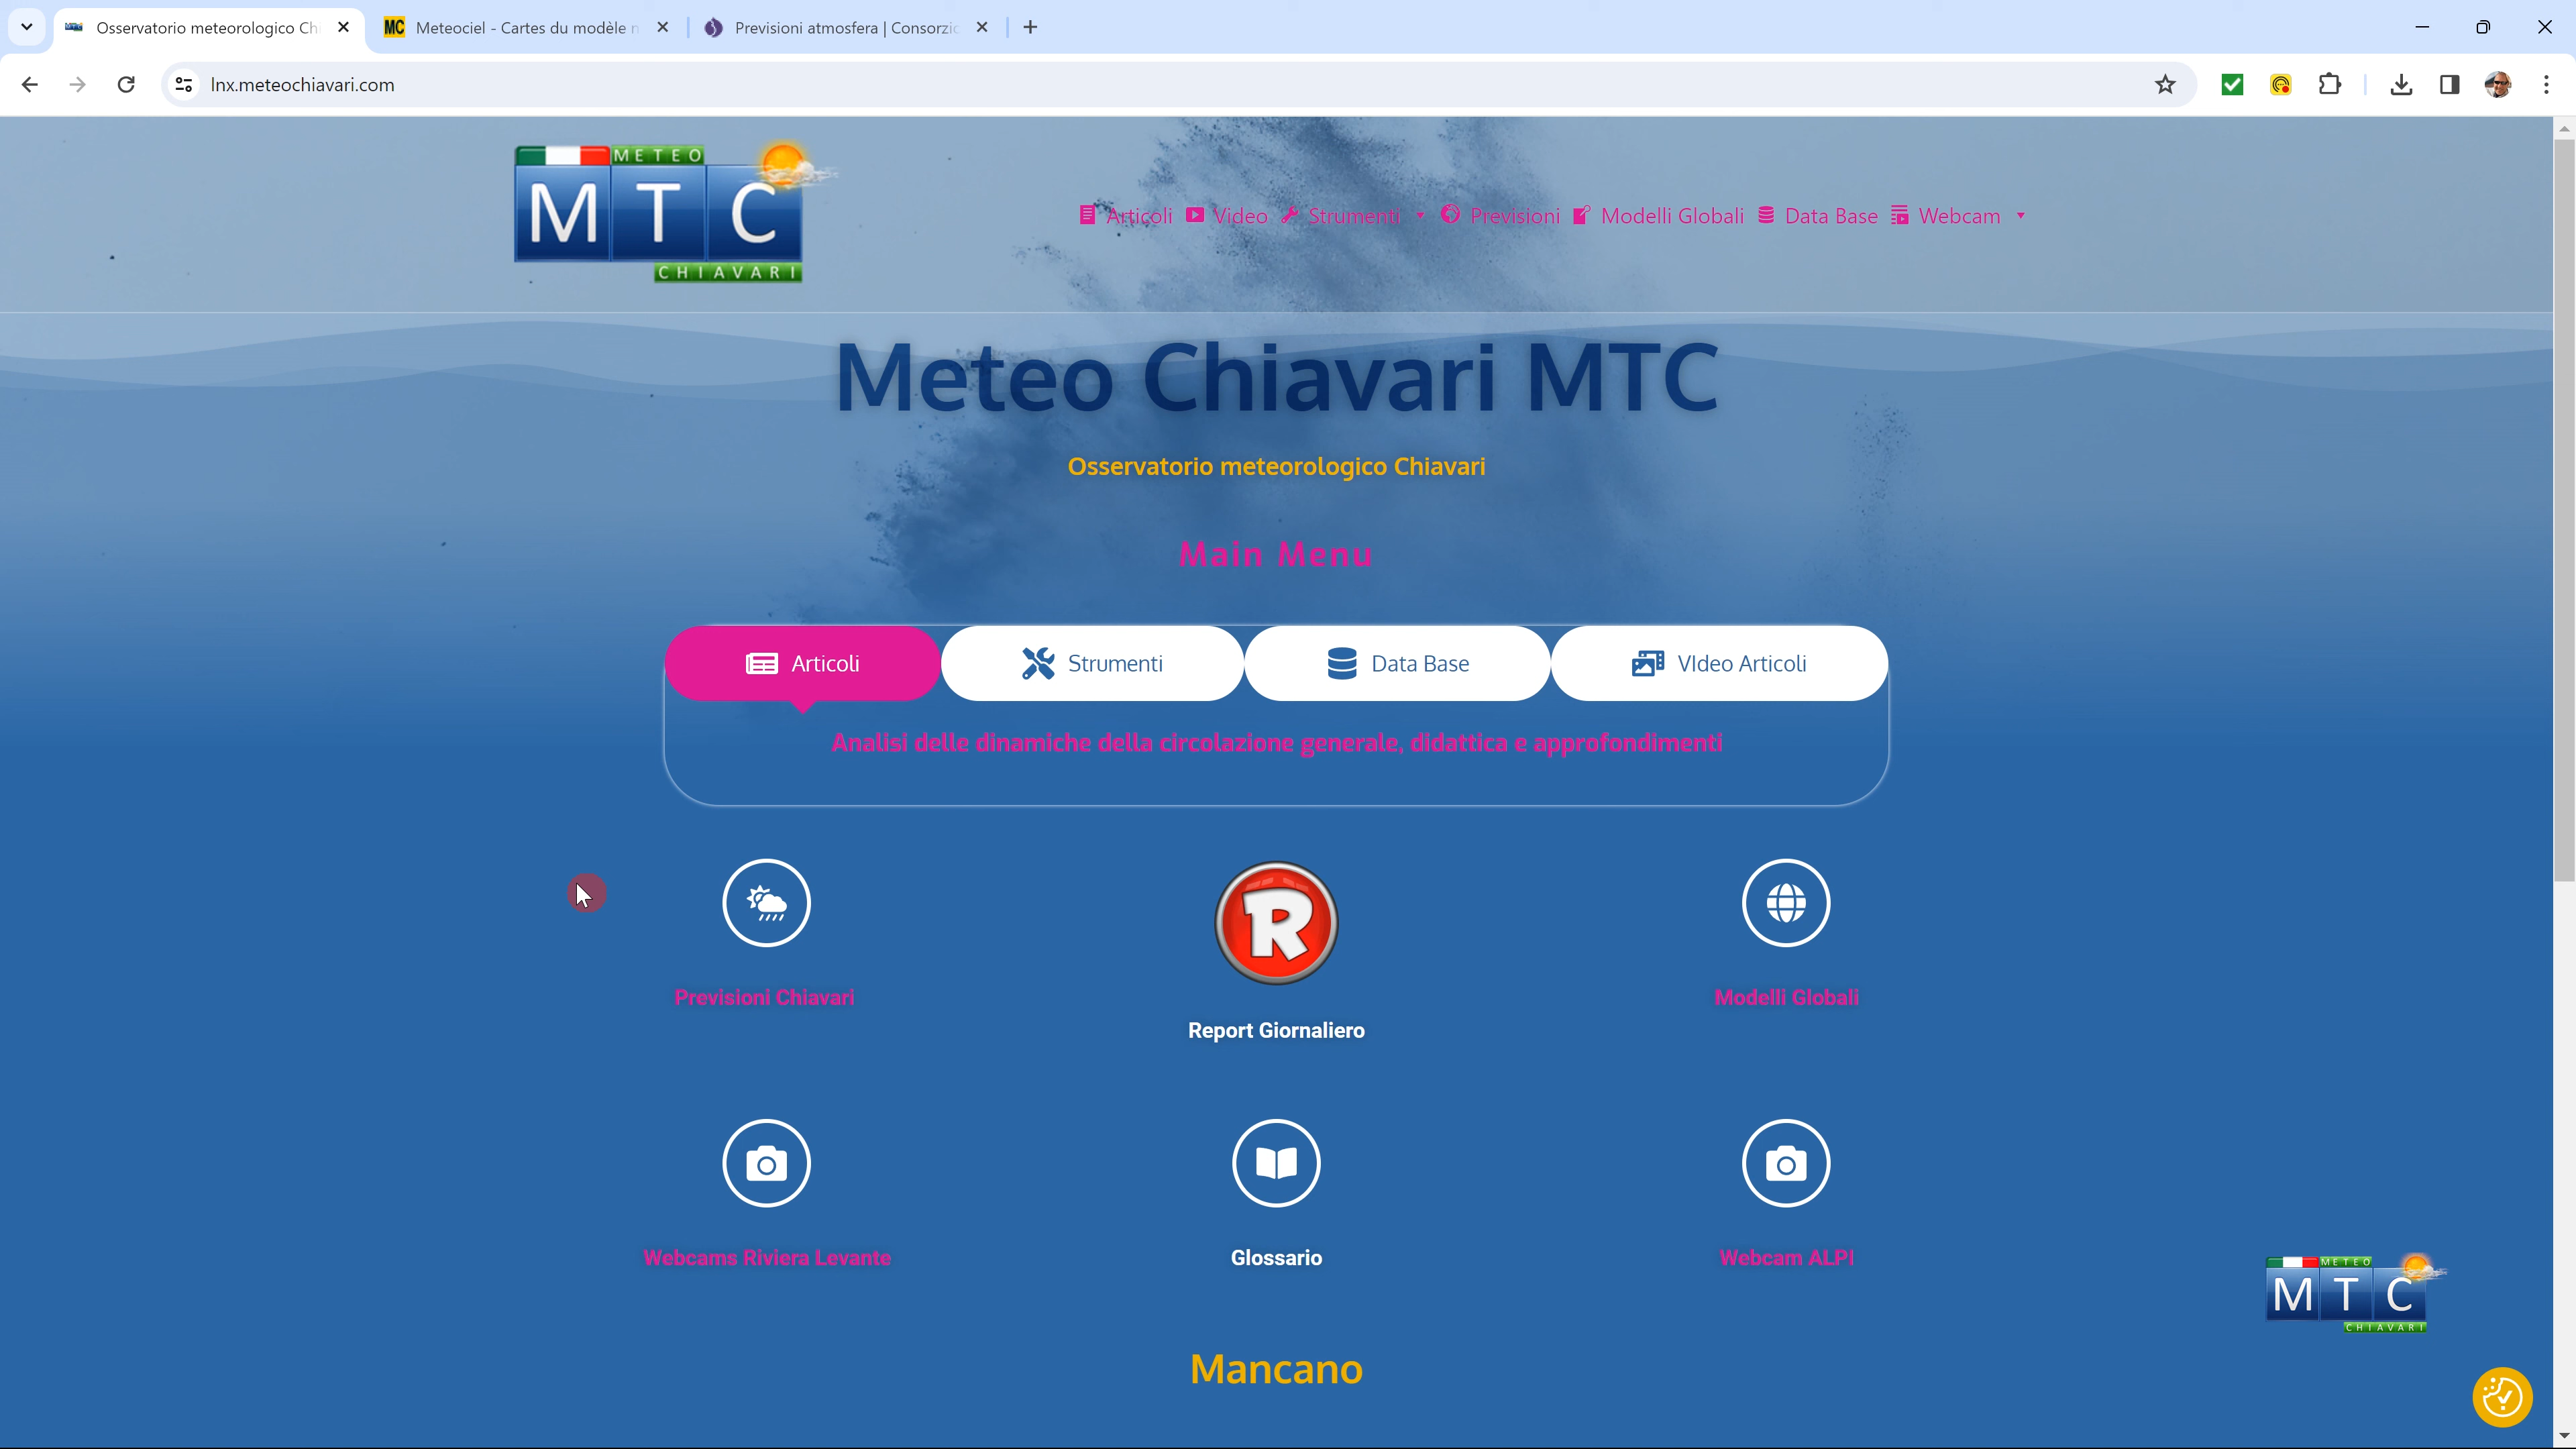 Osservatorio meteorologico Ch
Meteociel - Cartes du modèle n
Previsioni atmosfera | Consorzio
lnx.meteochiavari.com
METEO
MTC
CHIAVARI
Articoli Video Strumenti Previsioni Modelli Globali Data Base Webcam
Meteo Chiavari MTC
Osservatorio meteorologico Chiavari
Main Menu
Articoli Strumenti Data Base VIdeo Articoli
Analisi delle dinamiche della circolazione generale, didattica e approfondimenti
R
Previsioni Chiavari
Report Giornaliero
Modelli Globali
Webcams Riviera Levante
Glossario
Webcam ALPI
METEO
MTC
CHIAVARI
Mancano